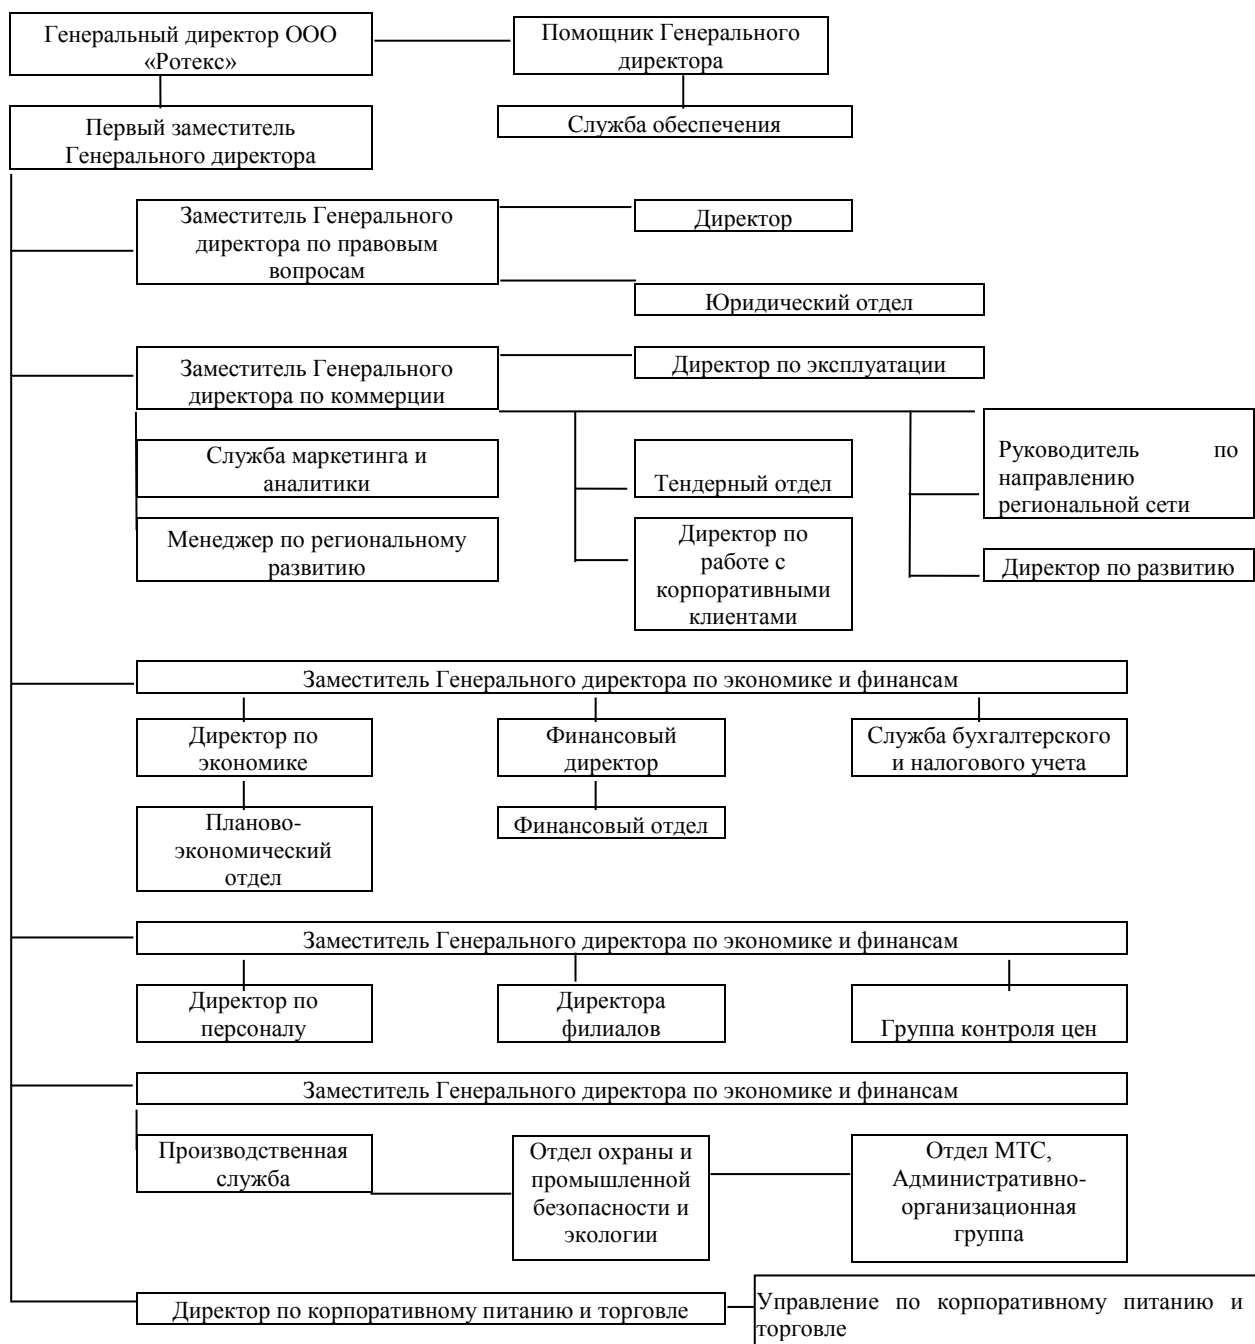 Генеральный директор ООО
«Ротекс»
Помощник Генерального
директора
Первый заместитель
Генерального директора
Служба обеспечения
Заместитель Генерального
директора по правовым
вопросам
Директор
Юридический отдел
Заместитель Генерального
директора по коммерции
Директор по эксплуатации
Служба маркетинга и
аналитики
Тендерный отдел
Руководитель по
направлению
региональной сети
Менеджер по региональному
развитию
Директор по
работе с
корпоративными
клиентами
Директор по развитию
Заместитель Генерального директора по экономике и финансам
Директор по
экономике
Финансовый
директор
Служба бухгалтерского
и налогового учета
Планово-
экономический
отдел
Финансовый отдел
Заместитель Генерального директора по экономике и финансам
Директор по
персоналу
Директора
филиалов
Группа контроля цен
Заместитель Генерального директора по экономике и финансам
Производственная
служба
Отдел охраны и
промышленной
безопасности и
экологии
Отдел МТС,
Административно-
организационная
группа
Директор по корпоративному питанию и торговле
Управление по корпоративному питанию и
торговле